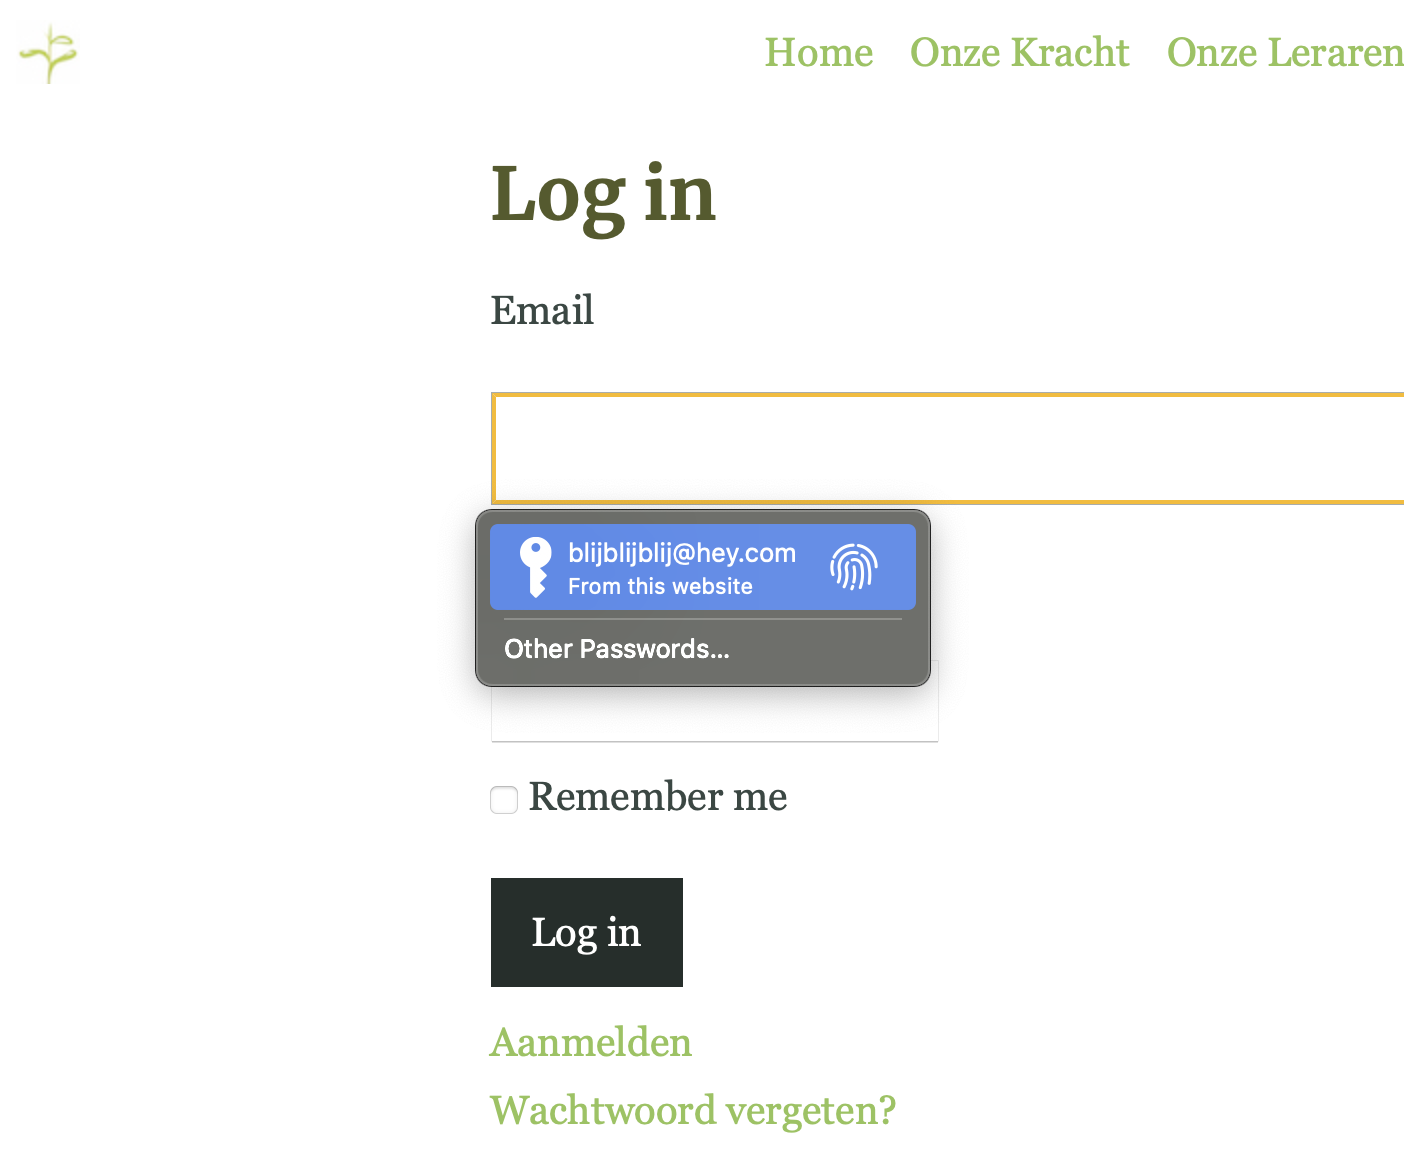 Home Onze Kracht Onze Leraren
Log in
Email
blijblijblij@hey.com
From this website
Other Passwords...
Remember me
Log in
Aanmelden
Wachtwoord vergeten?